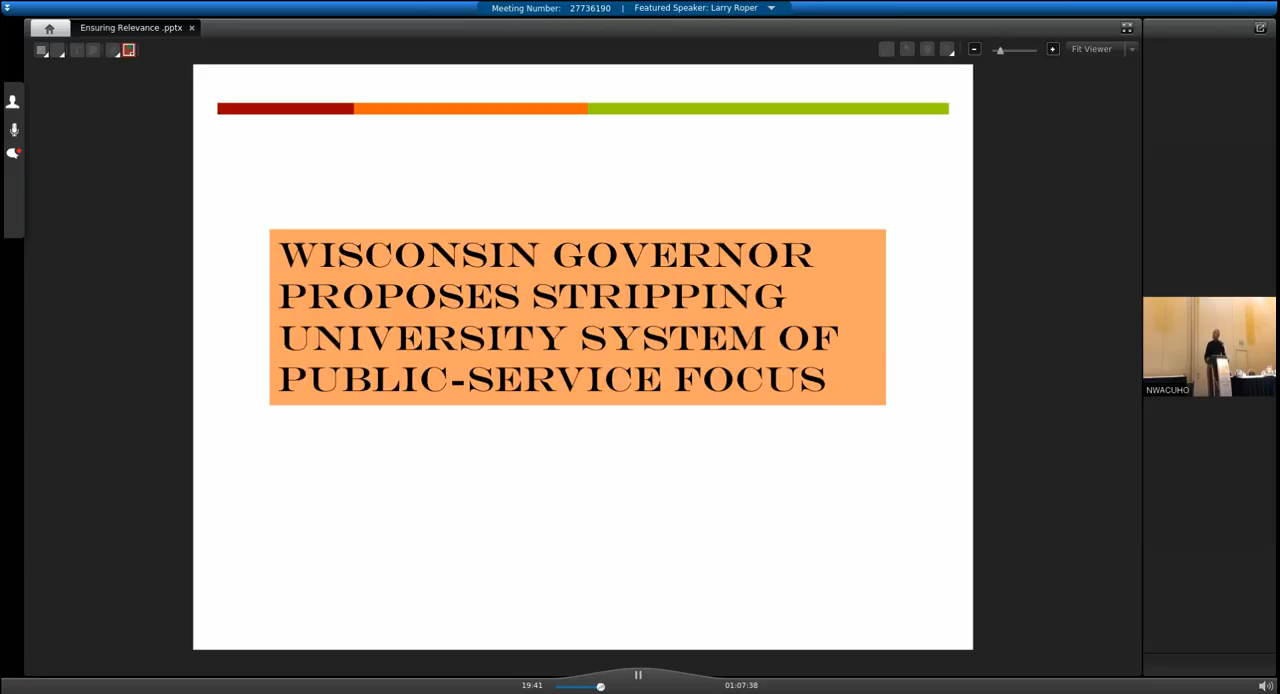 Meeting Number: 27736190 | Featured Speaker: Larry Roper
Ensuring Relevance .pptx ×
Fit Viewer
WISCONSIN GOVERNOR
PROPOSES STRIPPING
UNIVERSITY SYSTEM OF
PUBLIC-SERVICE FOCUS
NWACUHO
19:41
01:07:38